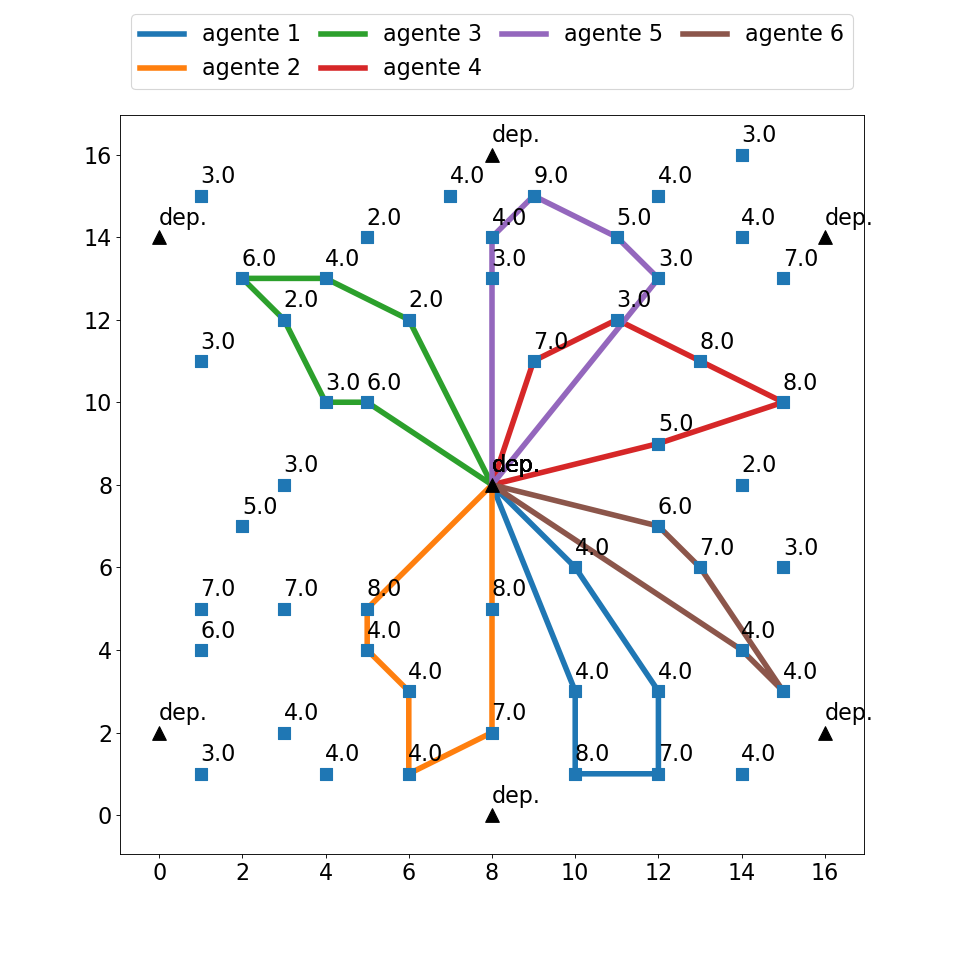 agente 1 agente 3 agente 5 agente 6
agente 2 agente 4
dep. 3.0
16
3.0 4.0 9.0 4.0
dep. 2.0 4.0 5.0 4.0 dep.
14
6.0 4.0 3.0 3.0 7.0
2.0 2.0 3.0
12
3.0 7.0 8.0
3.0 6.0 8.0
10
5.0
3.0 dep. 2.0
8
5.0 6.0
4.0 7.0 3.0
6
7.0 7.0 8.0 8.0
6.0 4.0 4.0
4
4.0 4.0 4.0 4.0
dep. 4.0 7.0 dep.
2
3.0 4.0 4.0 8.0 7.0 4.0
dep.
0
0 2 4 6 8 10 12 14 16